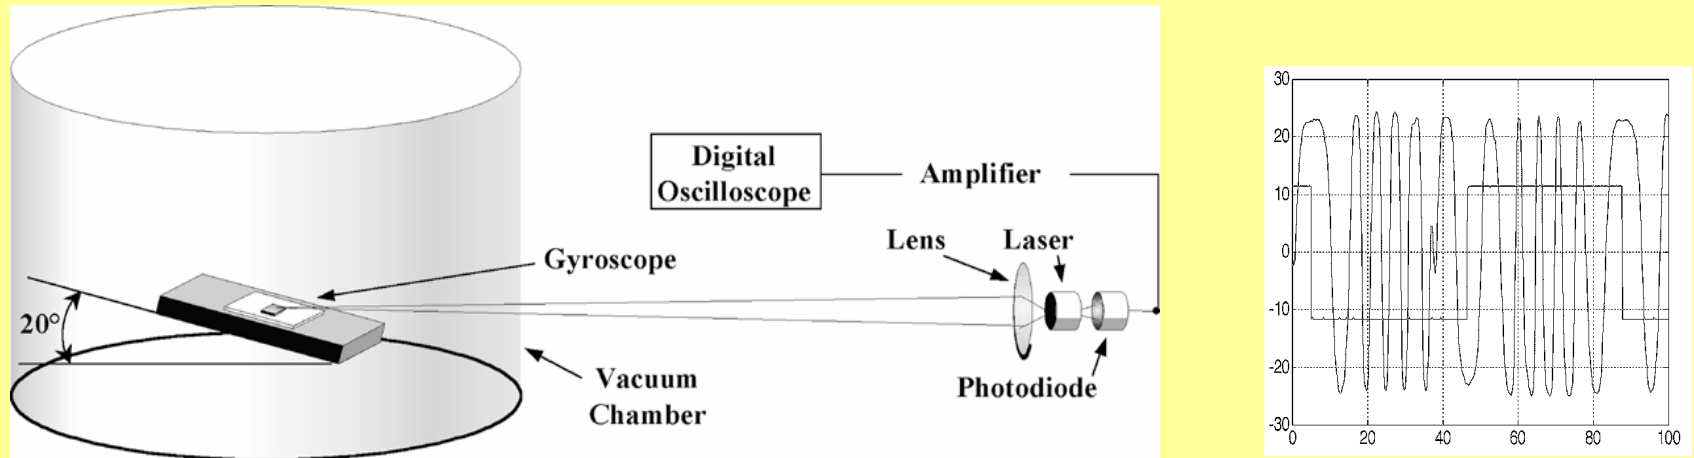 Digital
Oscilloscope
Amplifier
Lens
Laser
Gyroscope
20°
Vacuum
Chamber
Photodiode
30
20
10
0
-10
-20
-30
0
20
40
60
80
100